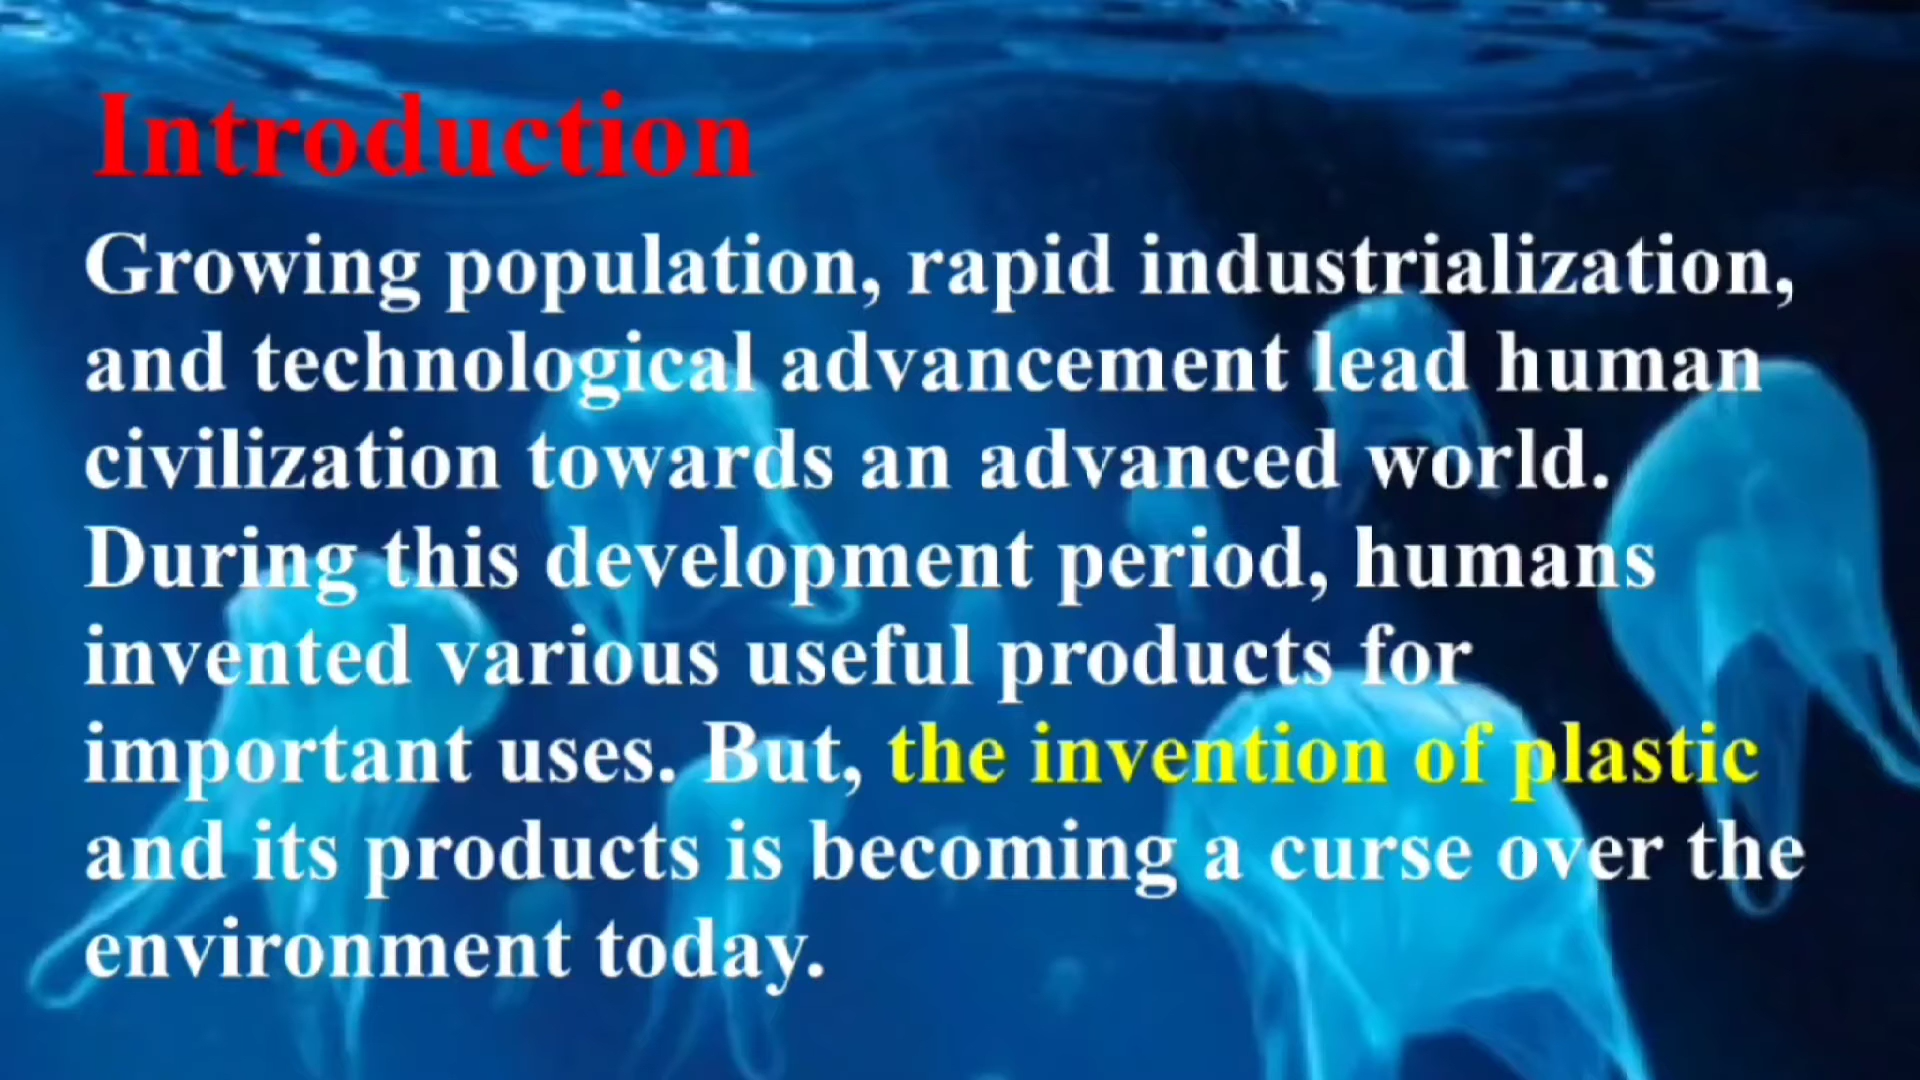 Introduction
Growing population, rapid industrialization,
and technological advancement lead human
civilization towards an advanced world.
During this development period, humans
invented various useful products for
important uses. But, the invention of plastic
and its products is becoming a curse over the
environment today.